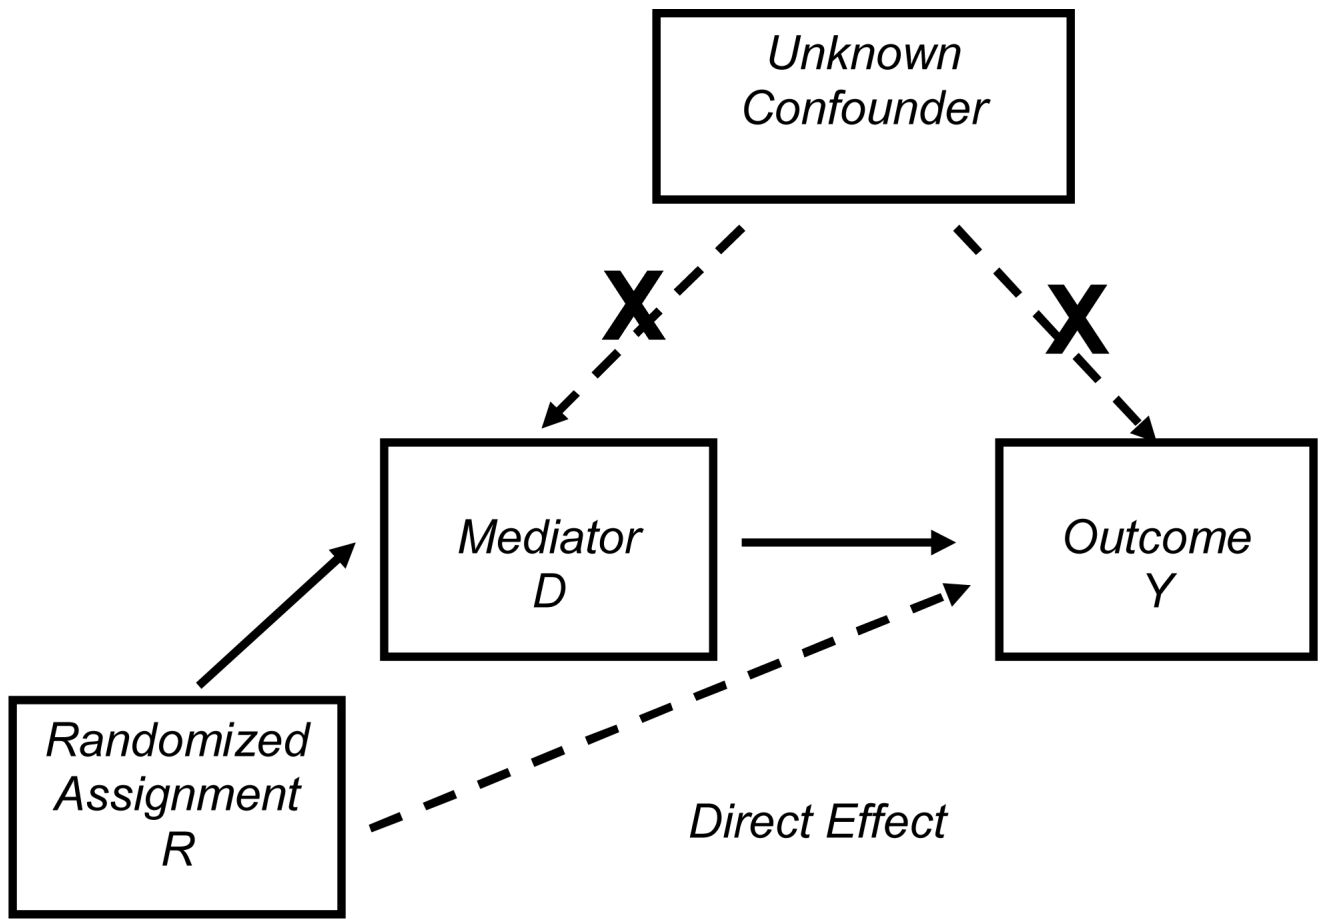 Unknown
Confounder
X
X
Mediator
D
Outcome
Y
Randomized
Assignment
R
Direct Effect